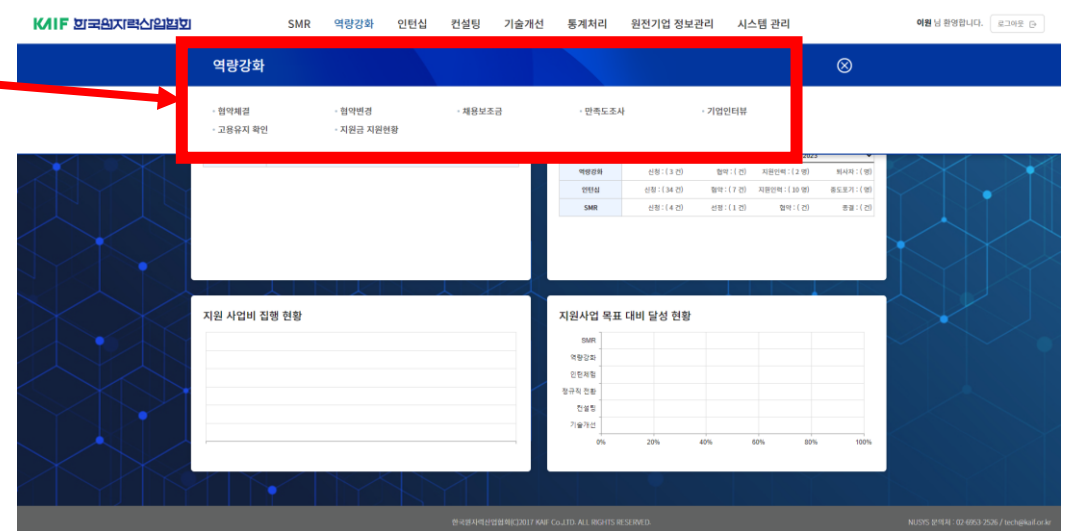 KAIF 한국원자력산업협회
SMR 역량강화 인턴십 컨설팅 기술개선 통계처리 원전기업 정보관리 시스템 관리
이원 님 환영합니다. 로그아웃
역량강화
· 협약체결 · 협약변경 · 채용보조금 · 만족도조사 · 기업인터뷰
· 고용유지 확인 · 지원금 지원현황
2023
역량강화 신청 : ( 3 건) 협약 : ( 건) 지원인력 : ( 2 명) 퇴사자 : ( 명)
인턴십 신청 : ( 34 건) 협약 : ( 7 건) 지원인력 : ( 10 명) 중도포기 : ( 명)
SMR 신청 : ( 4 건) 선정 : ( 1 건) 협약 : ( 건) 종결 : ( 건)
지원 사업비 집행 현황
지원사업 목표 대비 달성 현황
SMR
역량강화
인턴체험
정규직 전환
컨설팅
기술개선
0% 20% 40% 60% 80% 100%
한국원자력산업협회(C)2017 KAIF Co.,LTD. ALL RIGHTS RESERVED.
NUSYS 문의처 : 02-6953-2526 / tech@kaif.or.kr